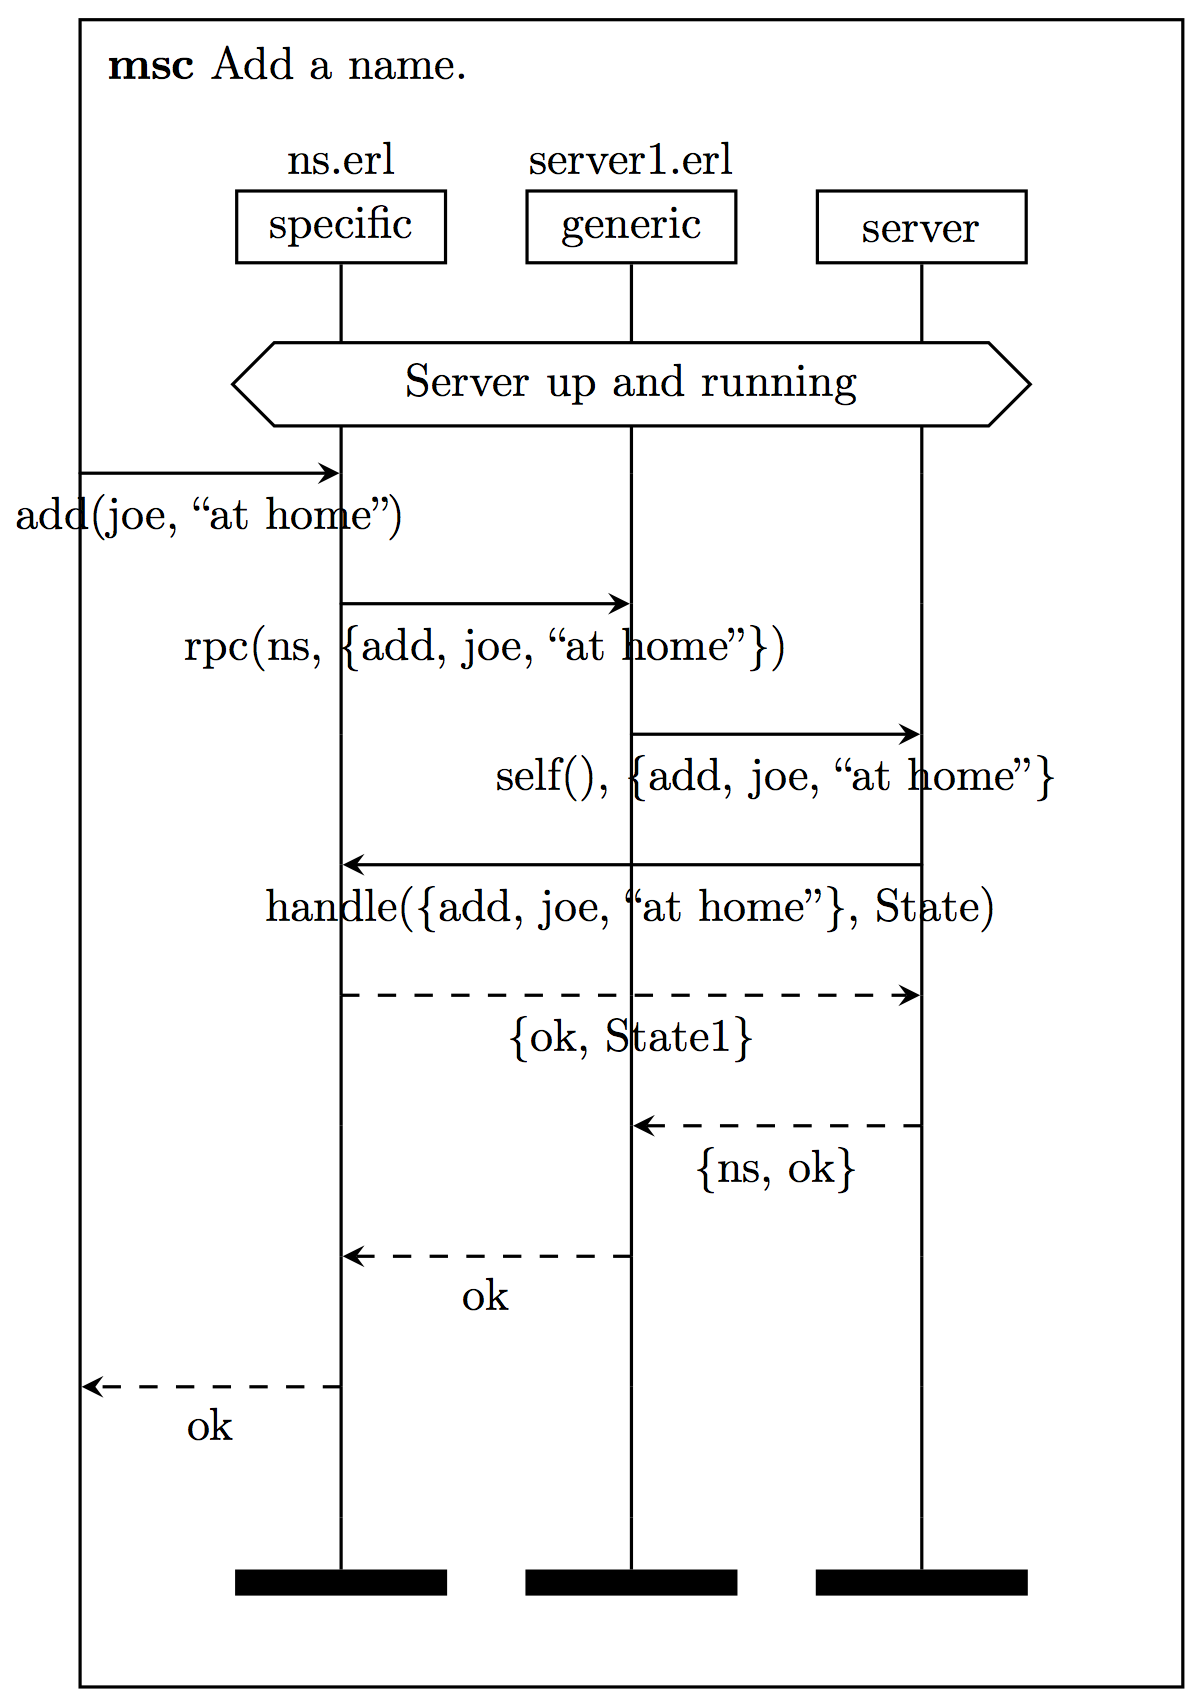 msc Add a name.
ns.erl
server1.erl
specific
generic
server
Server up and running
add(joe, “at home”)
rpc(ns, {add, joe, “at home”})
self(), {add, joe, “at home”}
handle({add, joe, “at home”}, State)
{ok, State1}
{ns, ok}
ok
ok